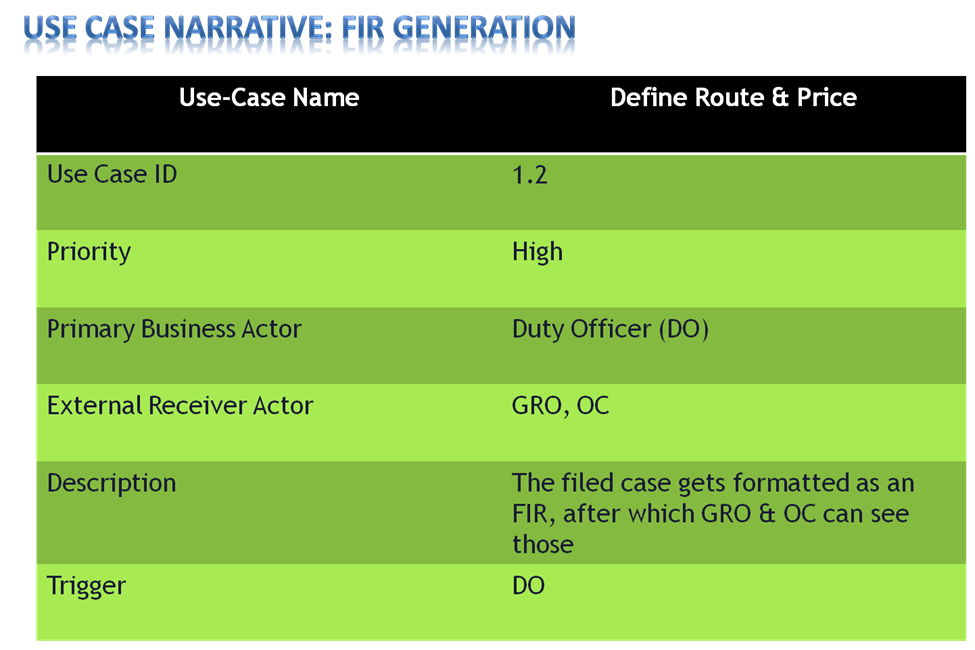 USE CASE NARRATIVE: FIR GENERATION
Use-Case Name Define Route & Price
Use Case ID 1.2
Priority High
Primary Business Actor Duty Officer (DO)
External Receiver Actor GRO, OC
Description The filed case gets formatted as an
FIR, after which GRO & OC can see
those
Trigger DO